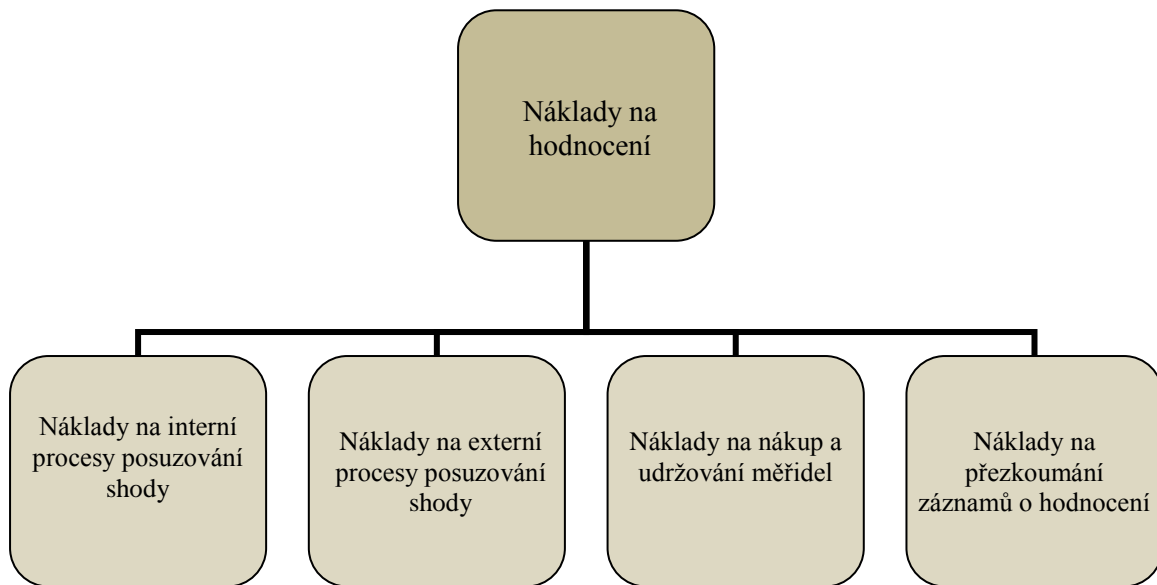 Náklady na
hodnocení
Náklady na interní
procesy posuzování
shody
Náklady na externí
procesy posuzování
shody
Náklady na nákup a
udržování měřidel
Náklady na
přezkoumání
záznamů o hodnocení